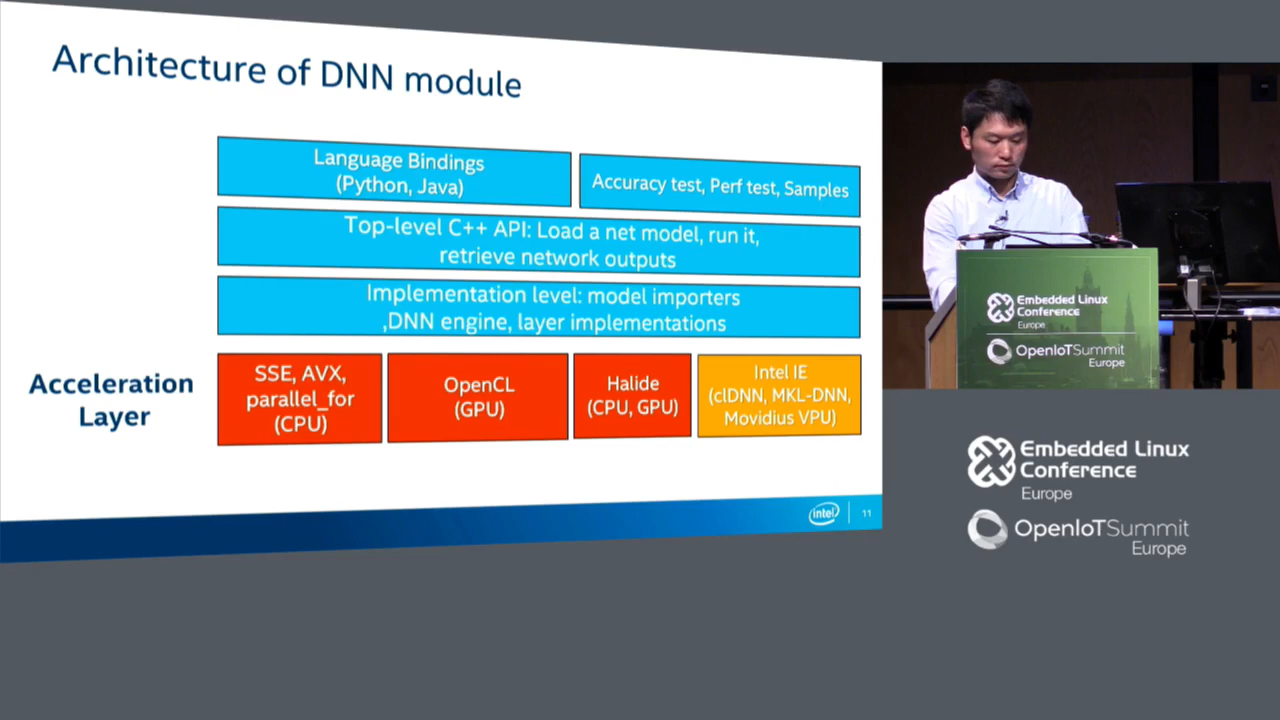 Architecture of DNN module
Language Bindings
(Python, Java)
Accuracy test, Perf test, Samples
Top-level C++ API: Load a net model, run it,
retrieve network outputs
Implementation level: model importers
,DNN engine, layer implementations
Acceleration
Layer
SSE, AVX,
parallel_for
(CPU)
OpenCL
(GPU)
Halide
(CPU, GPU)
Intel IE
(clDNN, MKL-DNN,
Movidius VPU)
intel
11
Embedded Linux
Conference
Europe
OpenIoTSummit
Europe
Embedded Linux
Conference
Europe
OpenIoTSummit
Europe